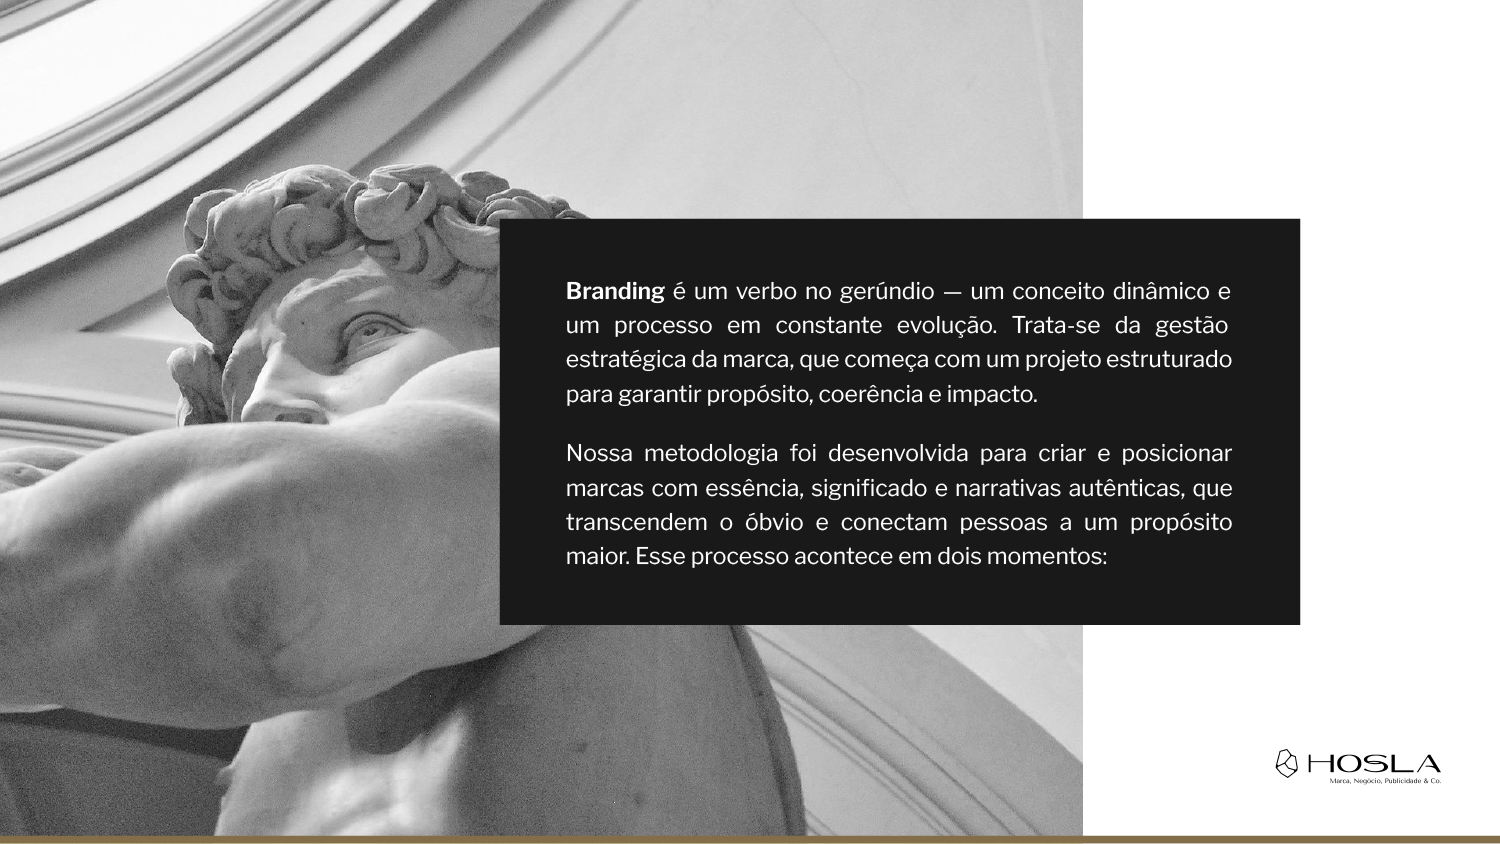 Branding é um verbo no gerúndio — um conceito dinâmico e
um processo em constante evolução. Trata-se da gestão
estratégica da marca, que começa com um projeto estruturado
para garantir propósito, coerência e impacto.
Nossa metodologia foi desenvolvida para criar e posicionar
marcas com essência, significado e narrativas autênticas, que
transcendem o óbvio e conectam pessoas a um propósito
maior. Esse processo acontece em dois momentos:
HOSLA
Marca, Negócio, Publicidade & Co.